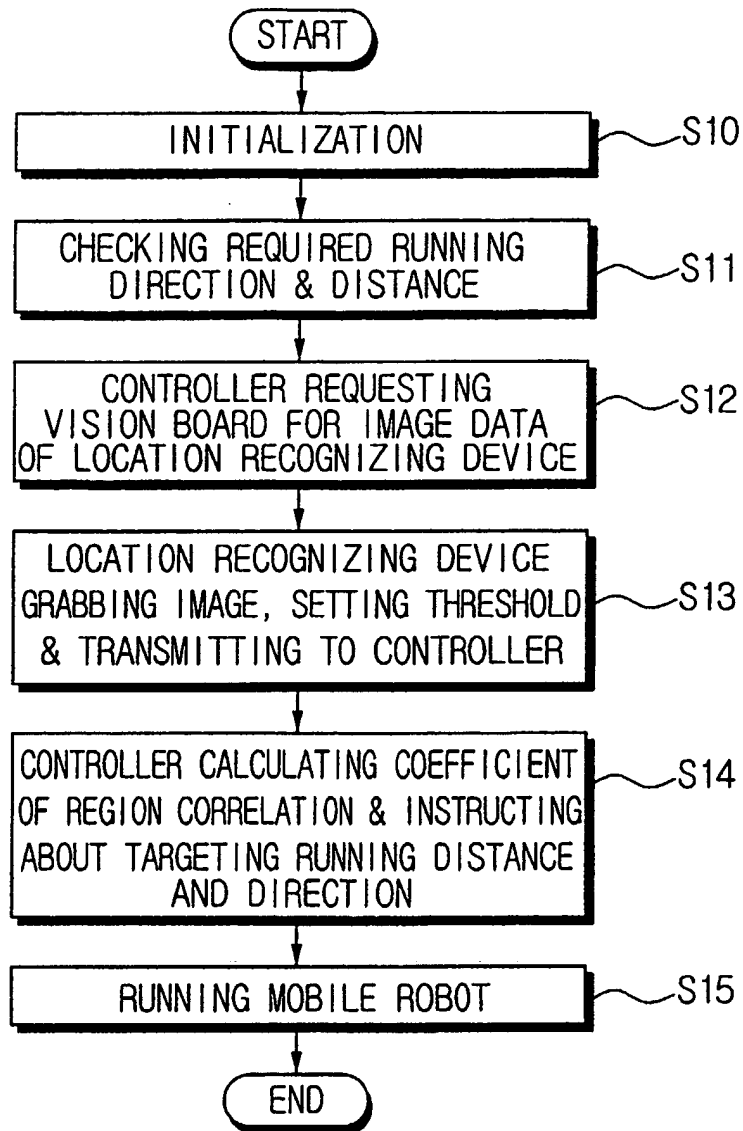 START
INITIALIZATION
S10
CHECKING REQUIRED RUNNING
DIRECTION & DISTANCE
S11
CONTROLLER REQUESTING
VISION BOARD FOR IMAGE DATA
OF LOCATION RECOGNIZING DEVICE
S12
LOCATION RECOGNIZING DEVICE
GRABBING IMAGE, SETTING THRESHOLD
& TRANSMITTING TO CONTROLLER
S13
CONTROLLER CALCULATING COEFFICIENT
OF REGION CORRELATION & INSTRUCTING
ABOUT TARGETING RUNNING DISTANCE
AND DIRECTION
S14
RUNNING MOBILE ROBOT
S15
END